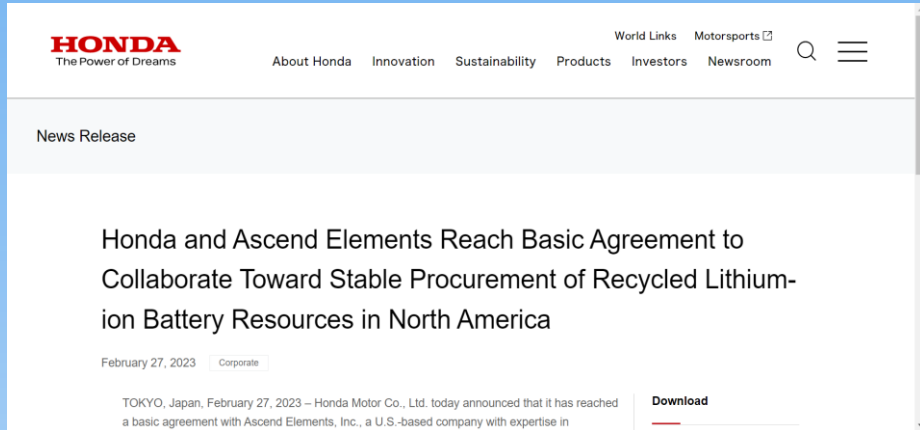 HONDA
The Power of Dreams
World Links Motorsports
About Honda Innovation Sustainability Products Investors Newsroom
News Release
Honda and Ascend Elements Reach Basic Agreement to
Collaborate Toward Stable Procurement of Recycled Lithium-
ion Battery Resources in North America
February 27, 2023 Corporate
TOKYO, Japan, February 27, 2023 – Honda Motor Co., Ltd. today announced that it has reached
a basic agreement with Ascend Elements, Inc., a U.S.-based company with expertise in
Download